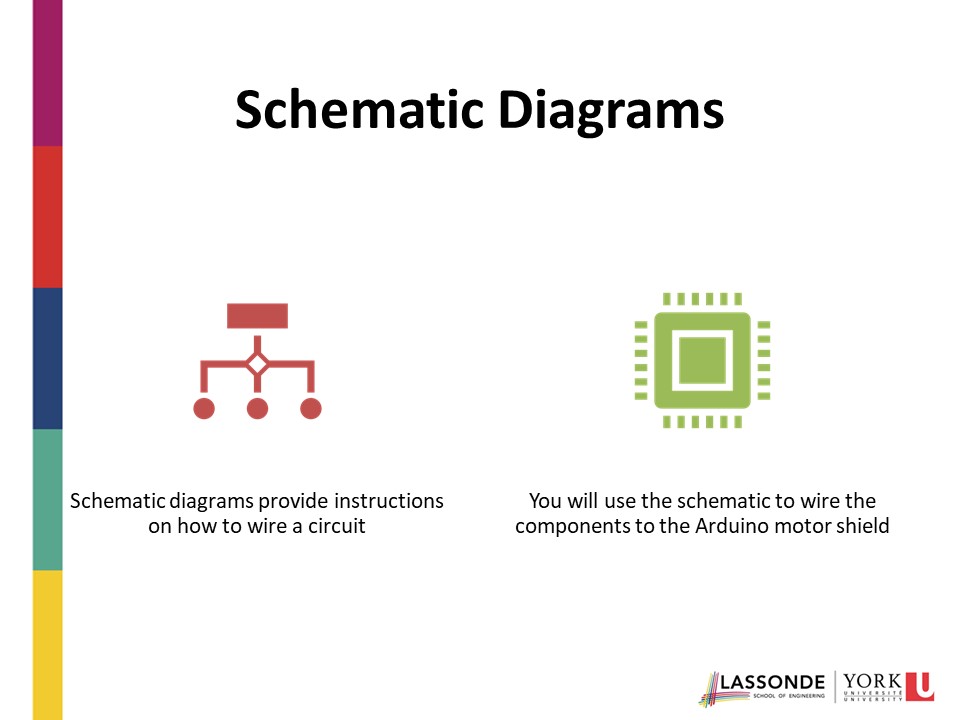 Schematic Diagrams
Schematic diagrams provide instructions
on how to wire a circuit
You will use the schematic to wire the
components to the Arduino motor shield
LASSONDE
SCHOOL OF ENGINEERING
YORK
UNIVERSITÉ
UNIVERSITY
U